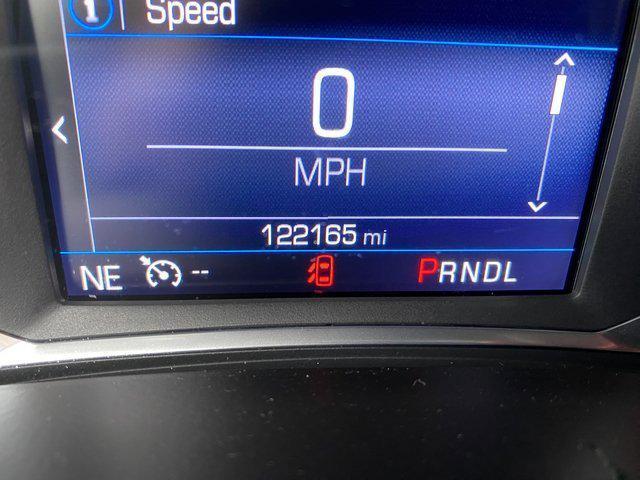 i Speed
0
MPH
122165 mi
NE -- PRNDL